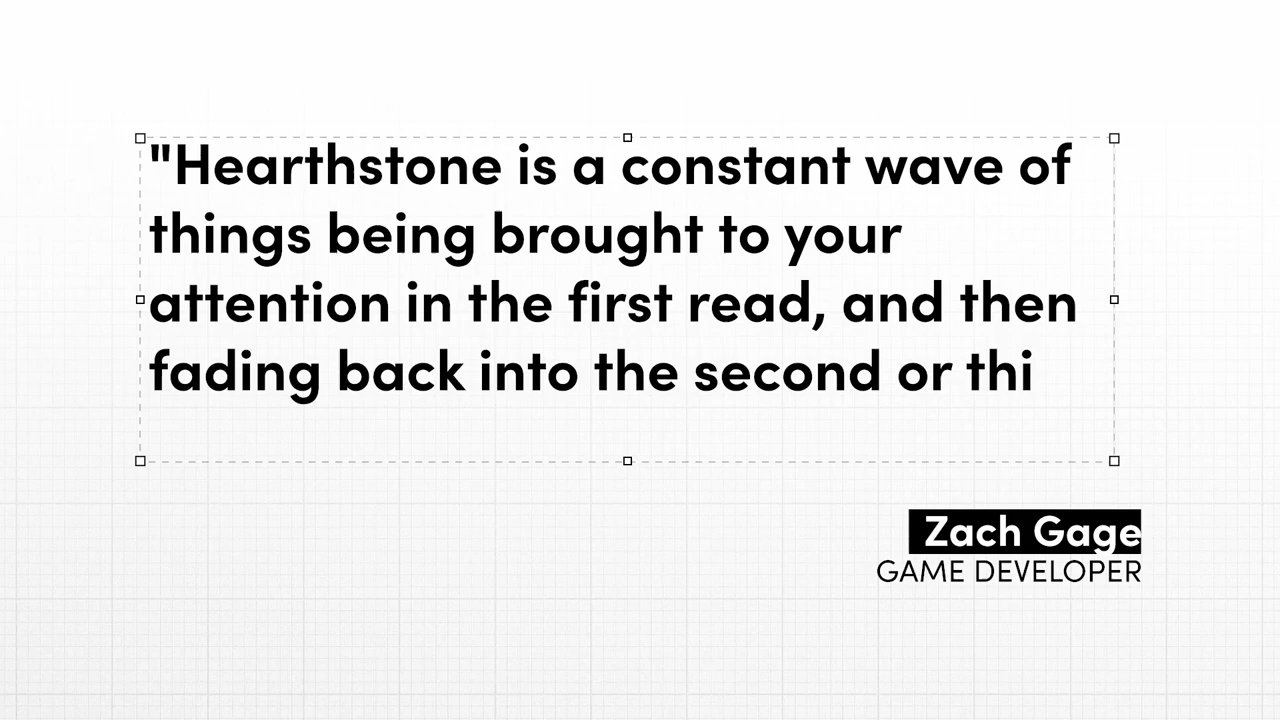 "Hearthstone is a constant wave of
things being brought to your
attention in the first read, and then
fading back into the second or thi
Zach Gage
GAME DEVELOPER